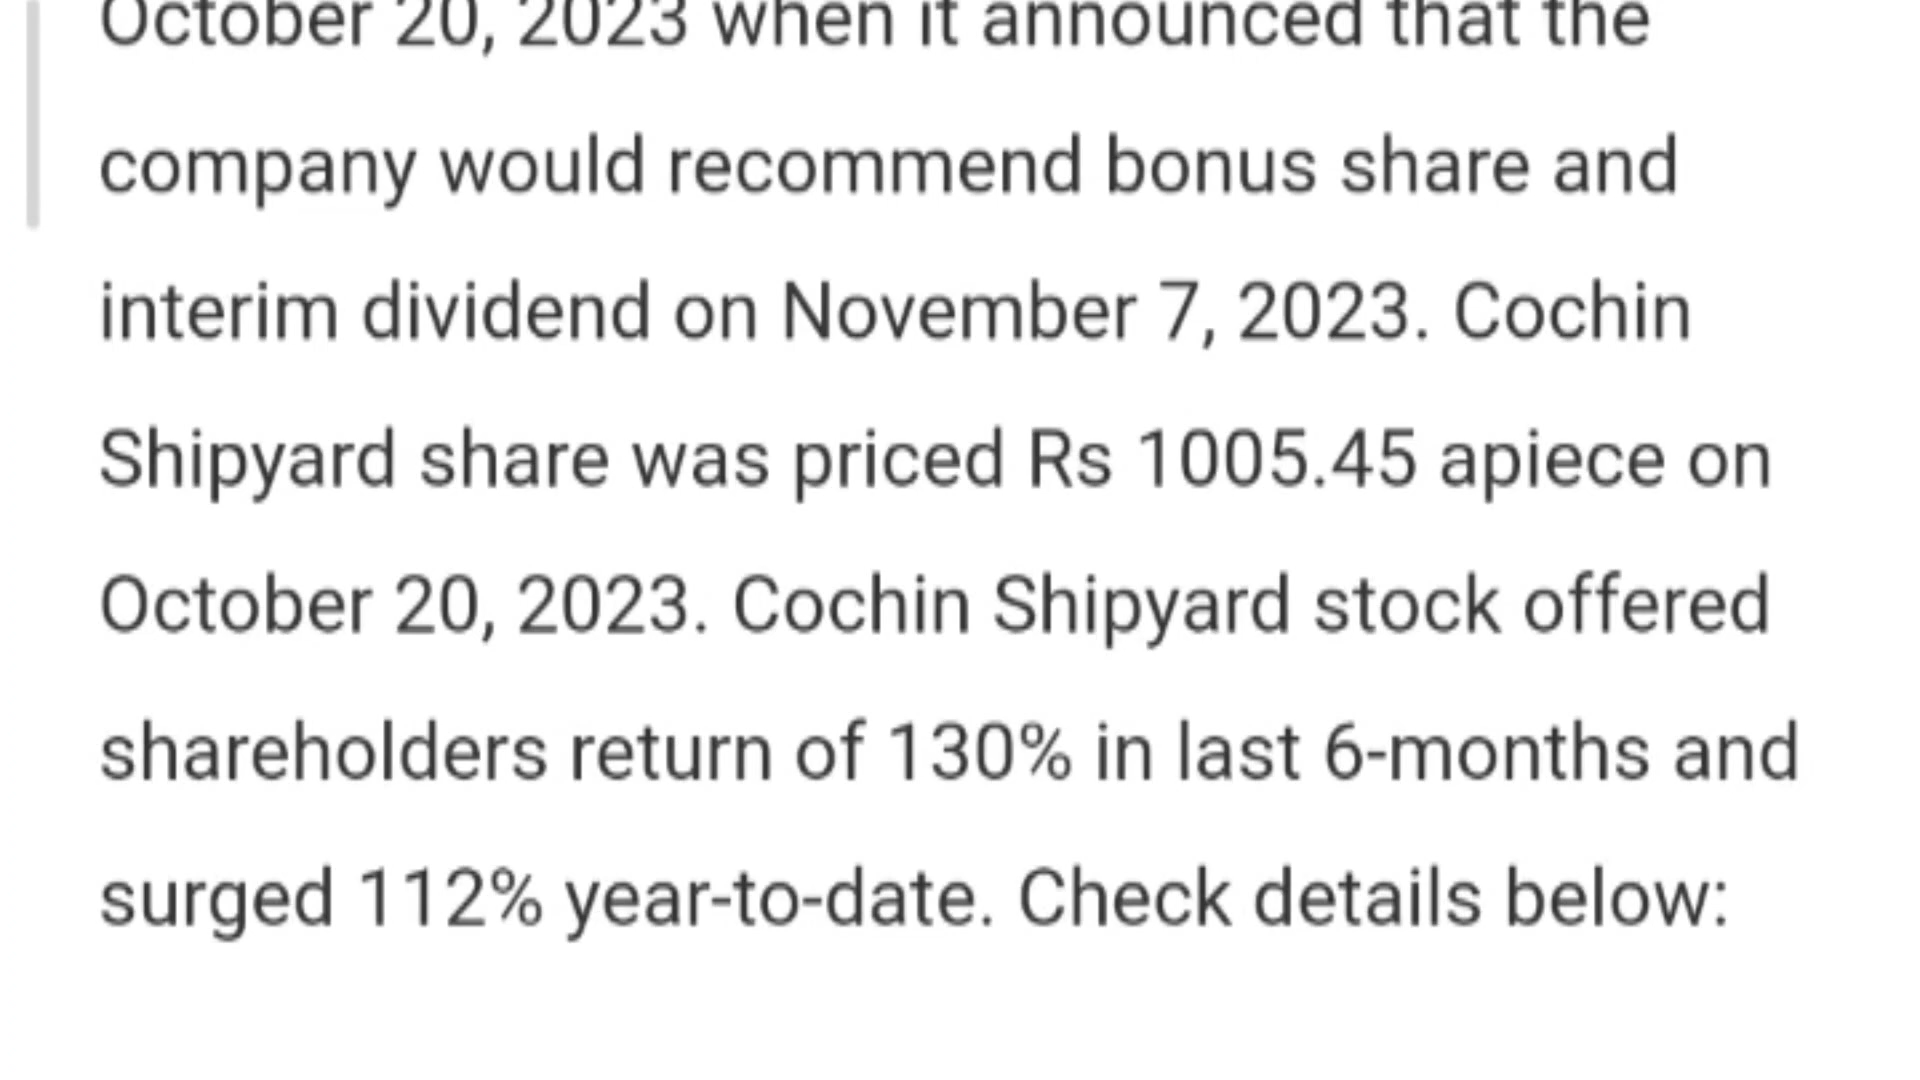 October 20, 2023 when it announced that the
company would recommend bonus share and
interim dividend on November 7, 2023. Cochin
Shipyard share was priced Rs 1005.45 apiece on
October 20, 2023. Cochin Shipyard stock offered
shareholders return of 130% in last 6-months and
surged 112% year-to-date. Check details below: